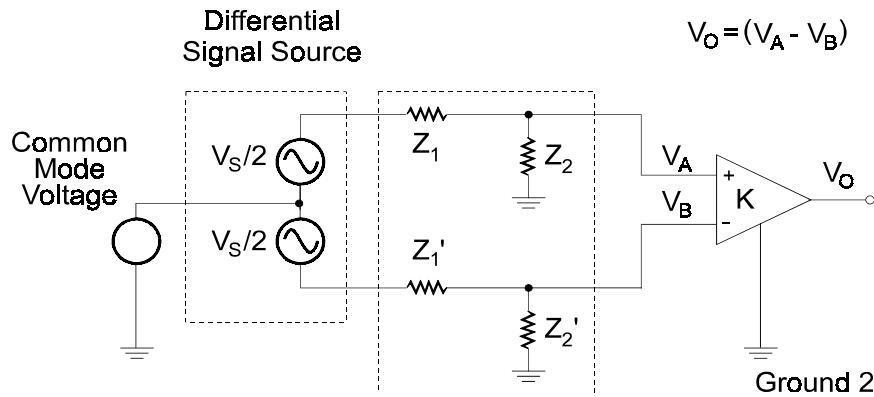 Differential
Signal Source
V_O = (V_A - V_B)
Common
Mode
Voltage
V_S/2
V_S/2
Z_1
Z_2
Z_1'
Z_2'
V_A
V_B
+
-
K
V_O
Ground 2